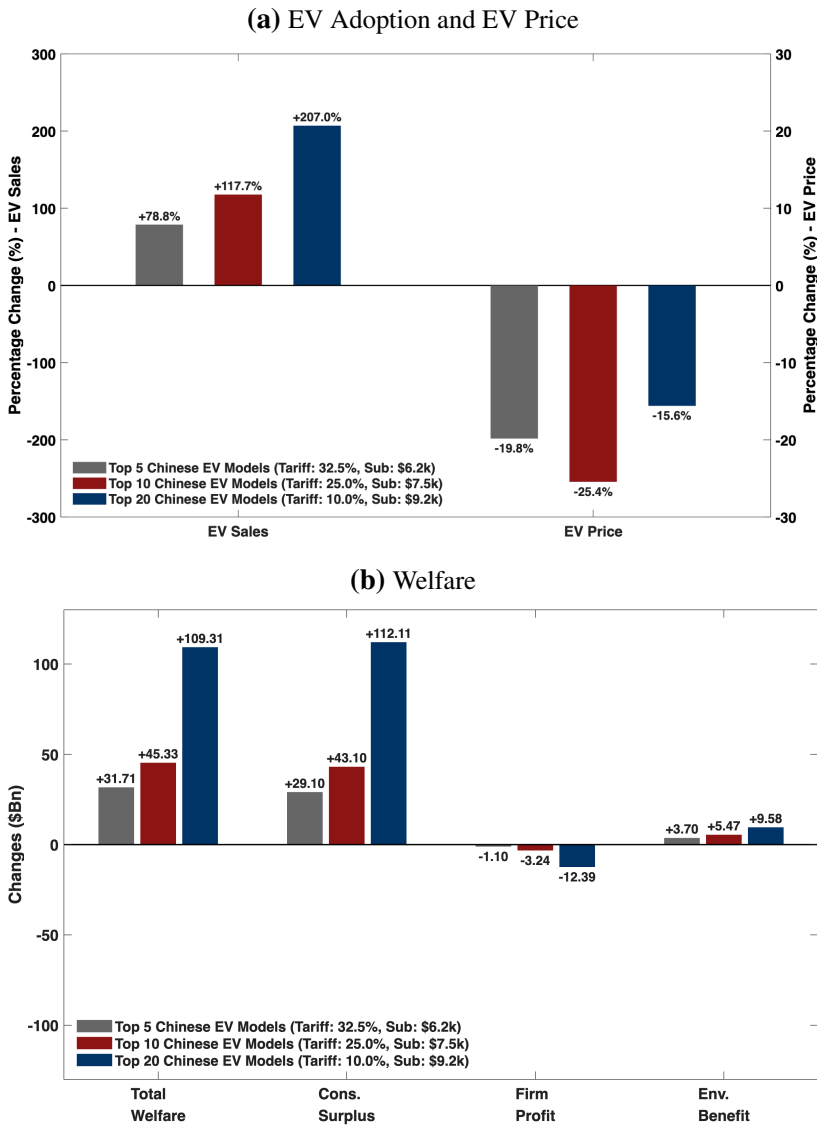 (a) EV Adoption and EV Price
300
200
100
0
-100
-200
-300
Percentage Change (%) - EV Sales
30
20
10
0
-10
-20
-30
Percentage Change (%) - EV Price
+78.8%
+117.7%
+207.0%
-19.8%
-25.4%
-15.6%
Top 5 Chinese EV Models (Tariff: 32.5%, Sub: $6.2k)
Top 10 Chinese EV Models (Tariff: 25.0%, Sub: $7.5k)
Top 20 Chinese EV Models (Tariff: 10.0%, Sub: $9.2k)
EV Sales
EV Price
(b) Welfare
100
50
0
-50
-100
Changes ($Bn)
+31.71
+45.33
+109.31
+29.10
+43.10
+112.11
-1.10
-3.24
-12.39
+3.70
+5.47
+9.58
Top 5 Chinese EV Models (Tariff: 32.5%, Sub: $6.2k)
Top 10 Chinese EV Models (Tariff: 25.0%, Sub: $7.5k)
Top 20 Chinese EV Models (Tariff: 10.0%, Sub: $9.2k)
Total
Welfare
Cons.
Surplus
Firm
Profit
Env.
Benefit